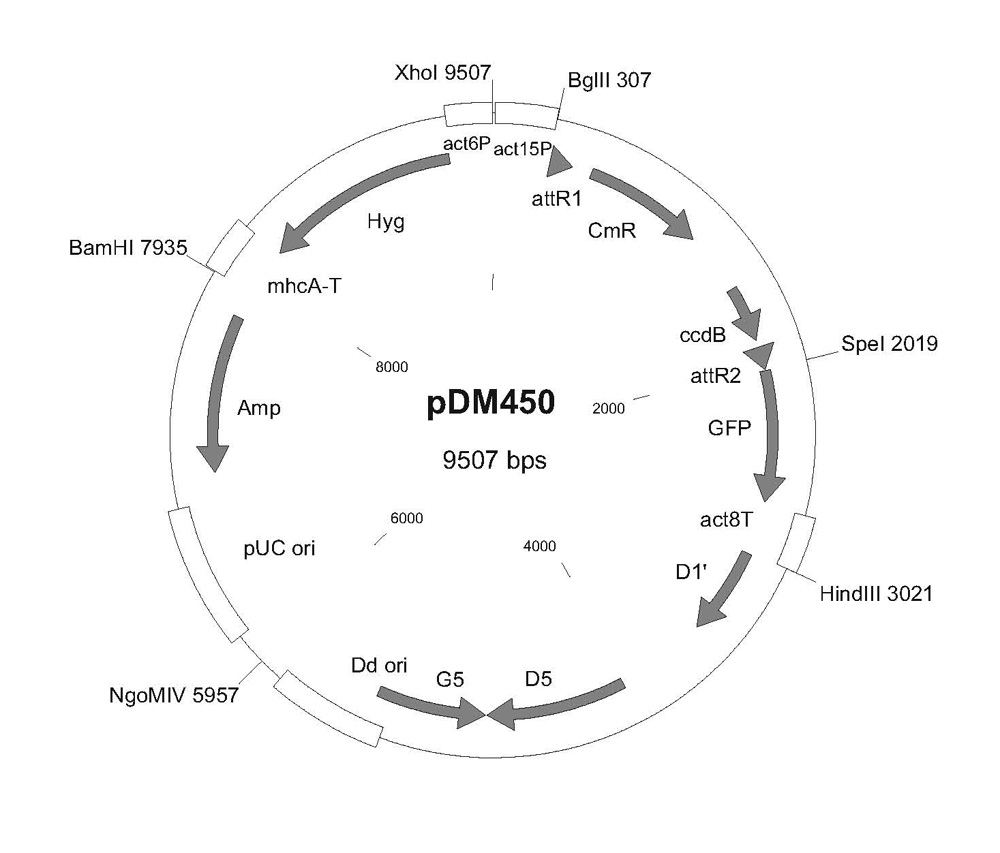 XhoI 9507
BglII 307
act6P
act15P
attR1
Hyg
CmR
BamHI 7935
mhcA-T
ccdB
SpeI 2019
8000
attR2
pDM450
2000
Amp
GFP
9507 bps
6000
act8T
4000
pUC ori
D1'
HindIII 3021
Dd ori
G5
D5
NgoMIV 5957